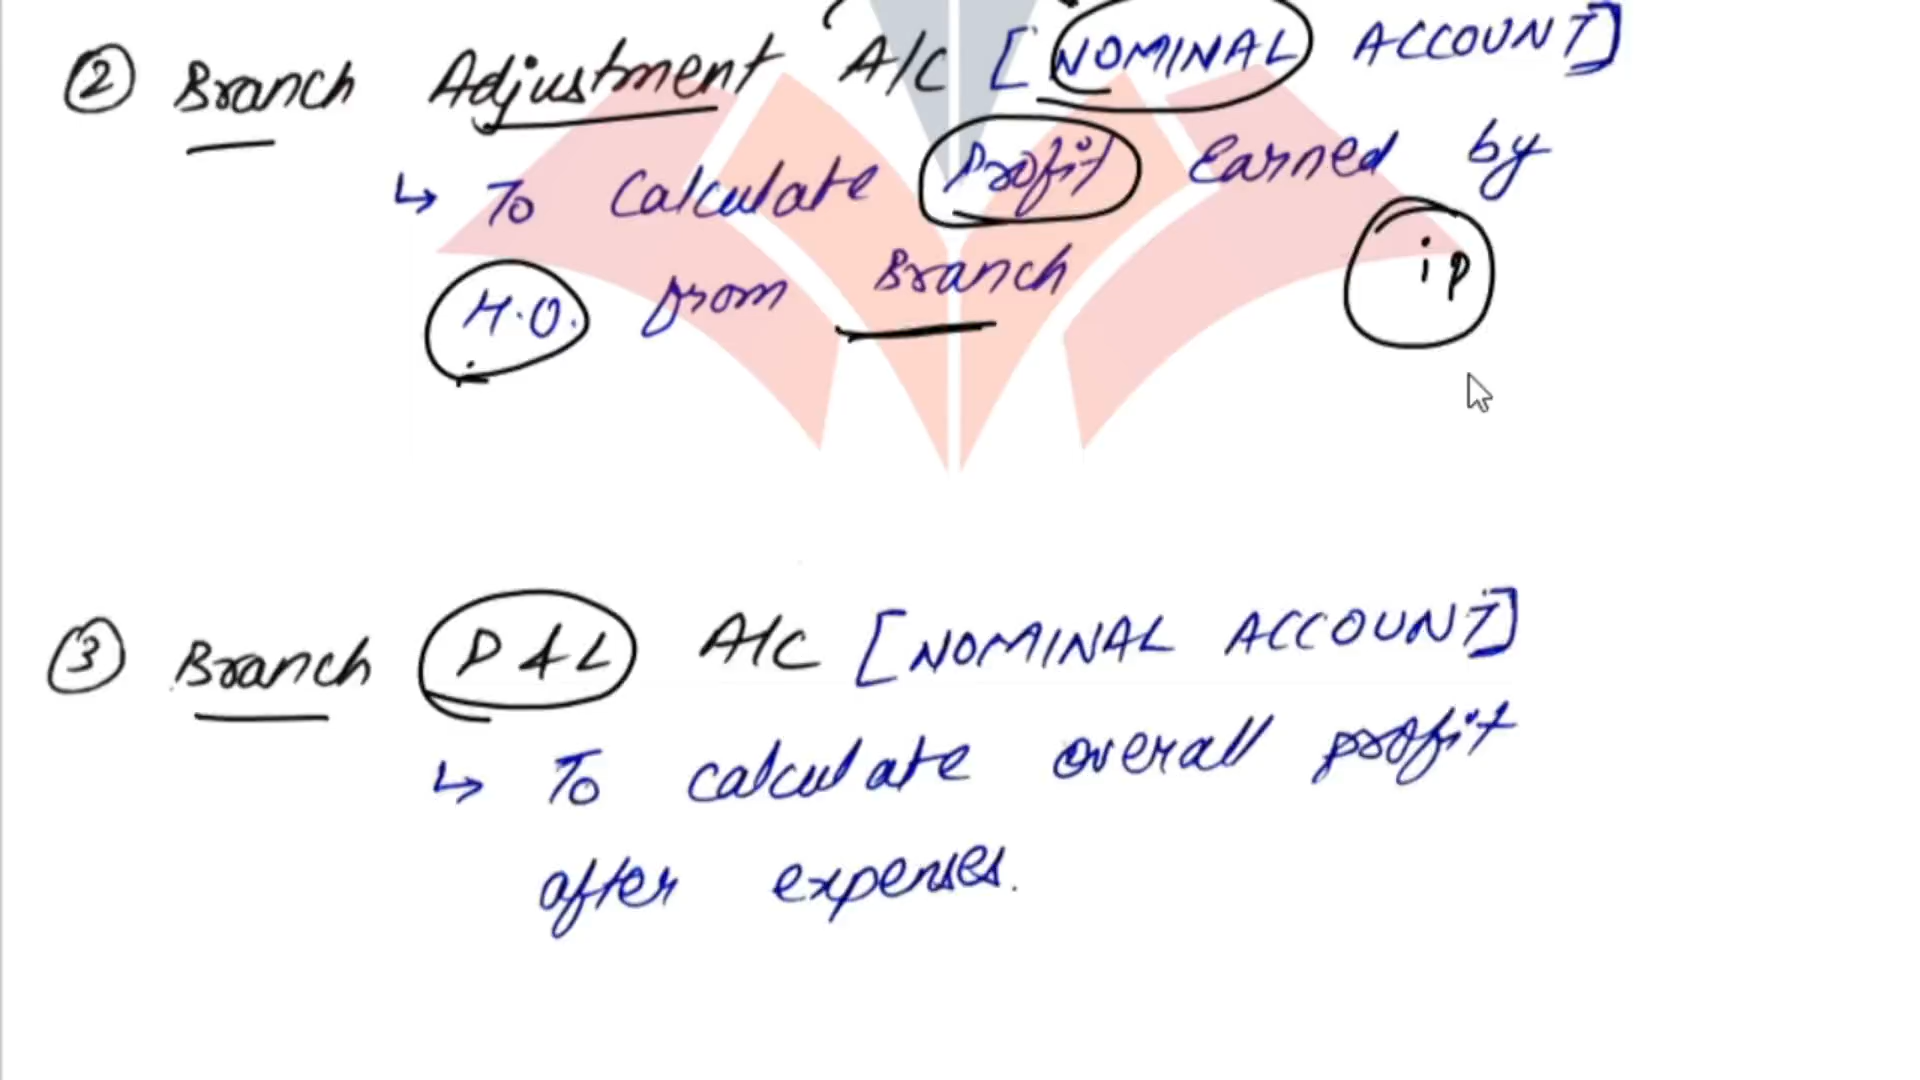 ② Branch Adjustment A/C [NOMINAL ACCOUNT]
↳ To Calculate Profit Earned by
H.O. from Branch
ip
③ Branch P & L A/C [NOMINAL ACCOUNT]
↳ To calculate overall profit
after expenses.